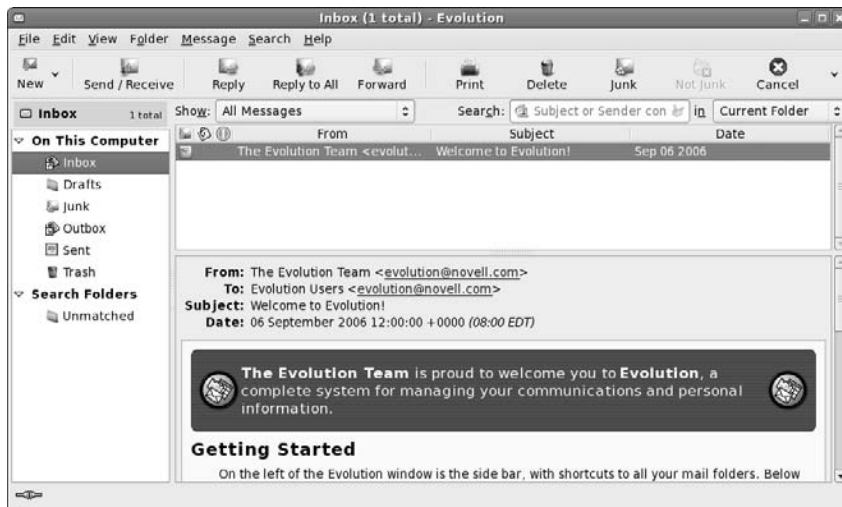 Inbox (1 total) - Evolution
File Edit View Folder Message Search Help
New Send / Receive Reply Reply to All Forward Print Delete Junk Not Junk Cancel
Inbox 1 total Show: All Messages Search: Subject or Sender con in Current Folder
On This Computer
Inbox
Drafts
Junk
Outbox
Sent
Trash
Search Folders
Unmatched
From Subject Date
The Evolution Team <evolut... Welcome to Evolution! Sep 06 2006
From: The Evolution Team <evolution@novell.com>
To: Evolution Users <evolution@novell.com>
Subject: Welcome to Evolution!
Date: 06 September 2006 12:00:00 +0000 (08:00 EDT)
The Evolution Team is proud to welcome you to Evolution, a
complete system for managing your communications and personal
information.
Getting Started
On the left of the Evolution window is the side bar, with shortcuts to all your mail folders. Below